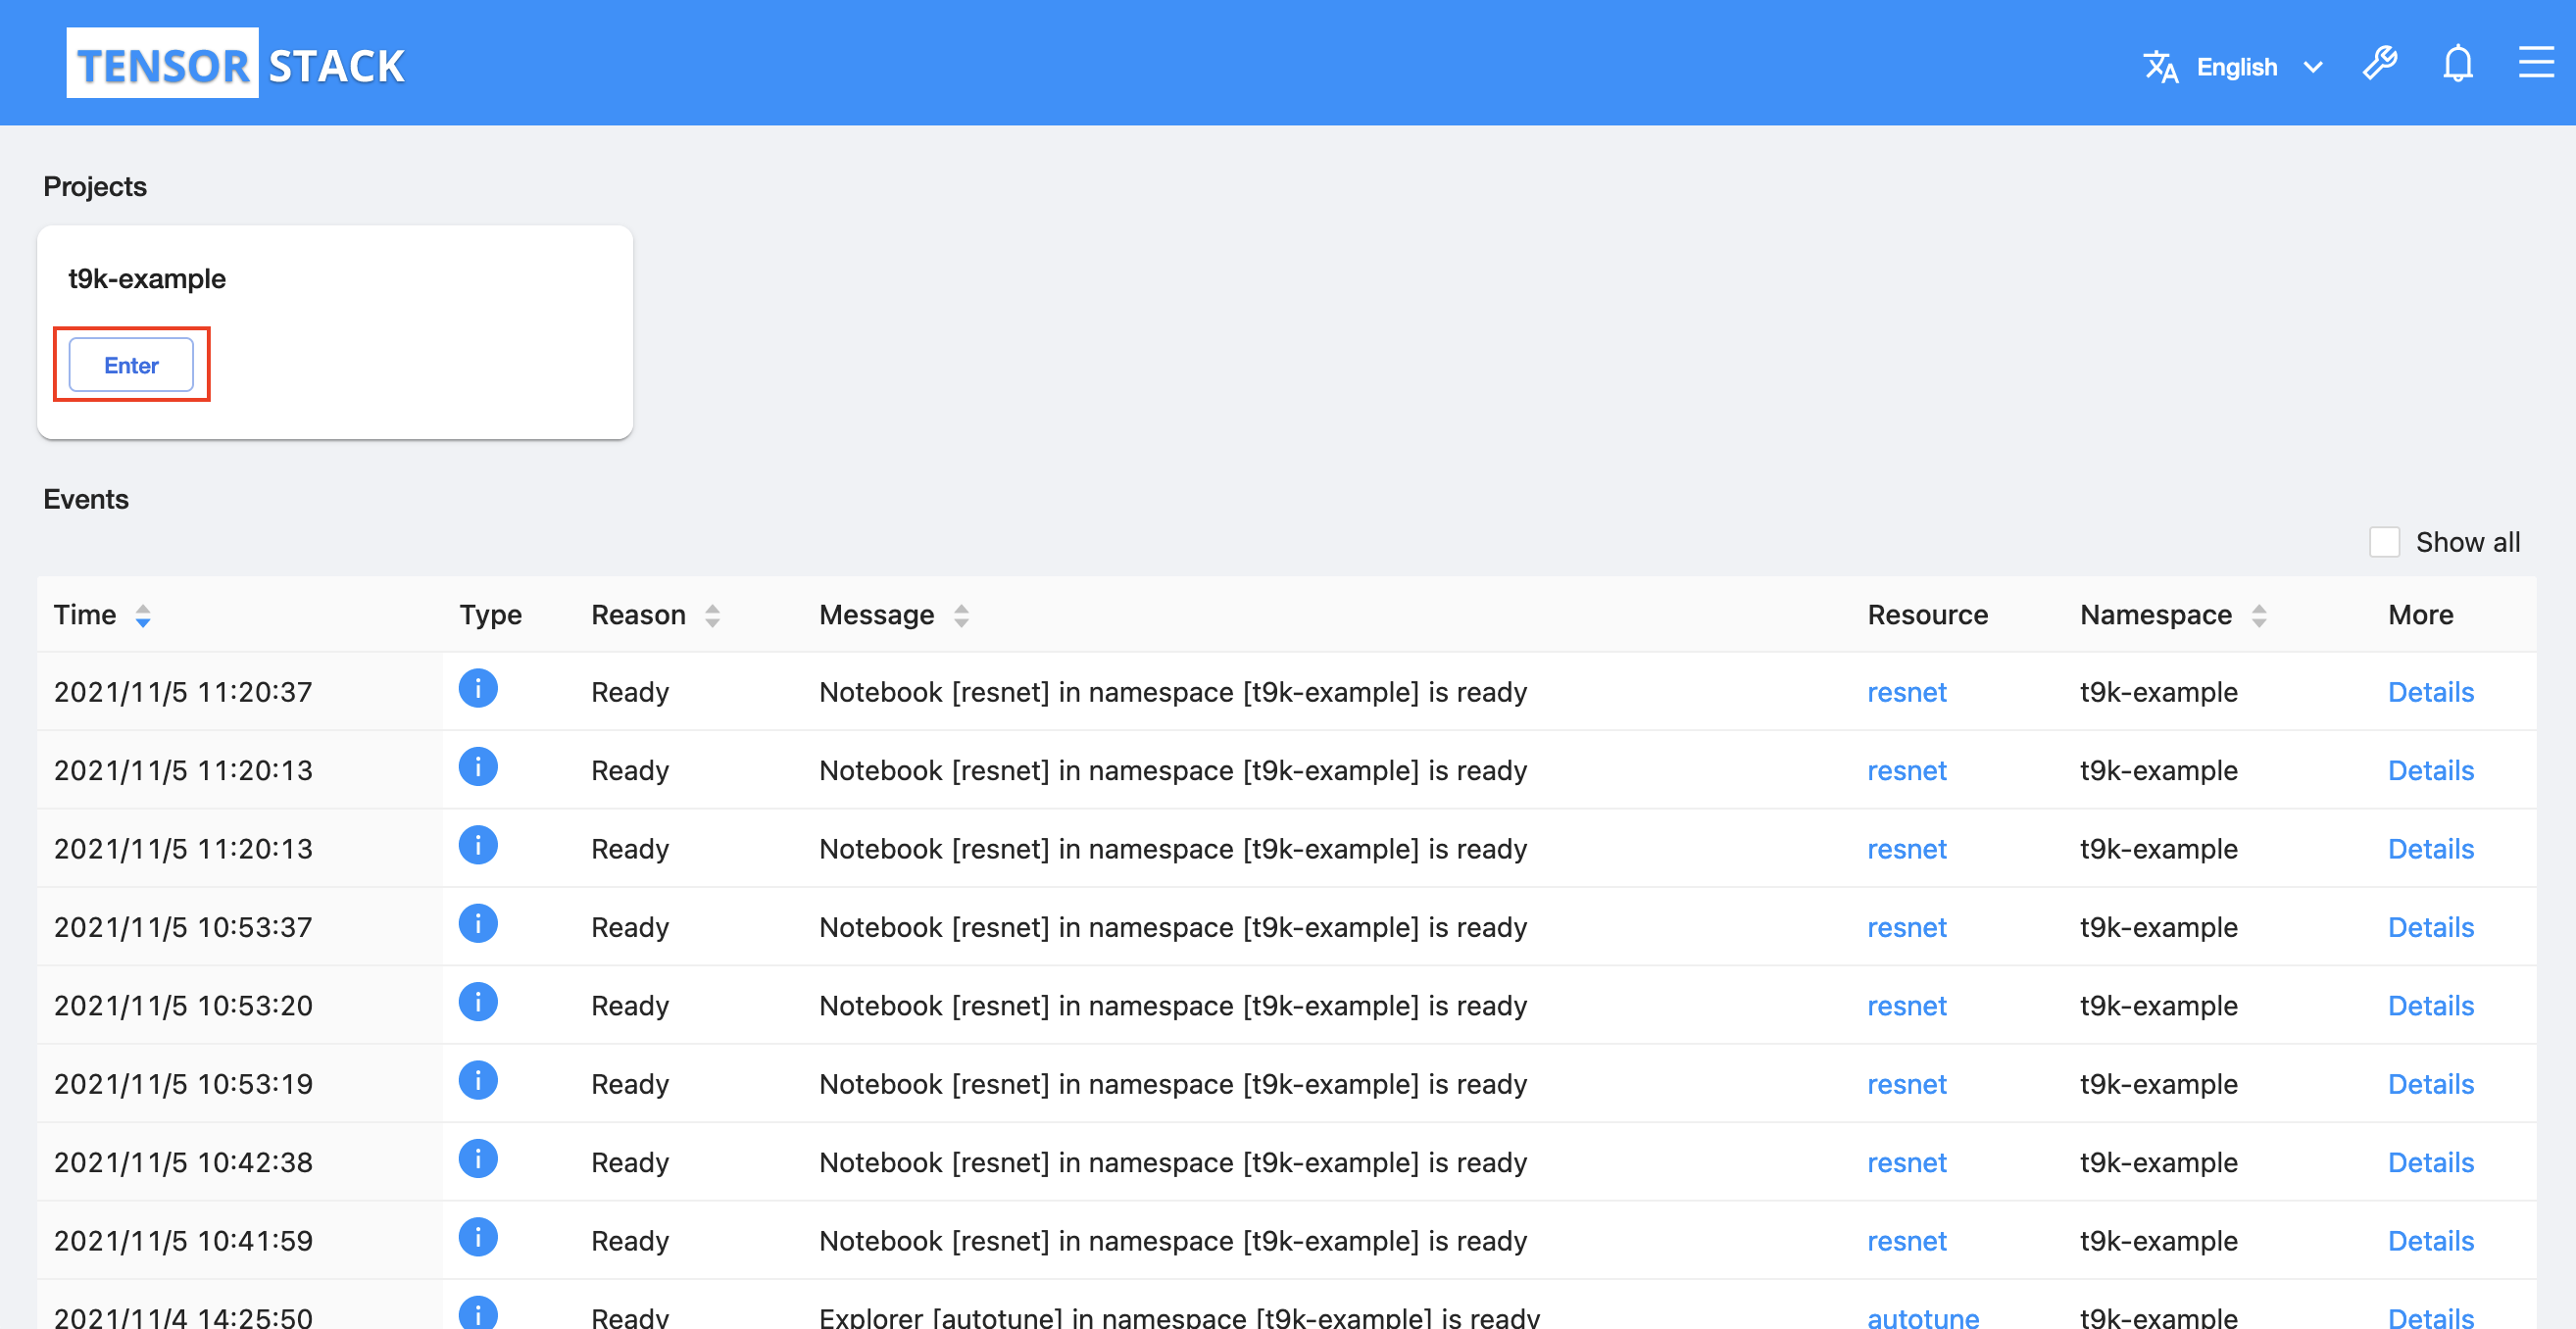 TENSOR STACK
English
Projects
t9k-example
Enter
Events
Show all
Time Type Reason Message Resource Namespace More
2021/11/5 11:20:37 Ready Notebook [resnet] in namespace [t9k-example] is ready resnet t9k-example Details
2021/11/5 11:20:13 Ready Notebook [resnet] in namespace [t9k-example] is ready resnet t9k-example Details
2021/11/5 11:20:13 Ready Notebook [resnet] in namespace [t9k-example] is ready resnet t9k-example Details
2021/11/5 10:53:37 Ready Notebook [resnet] in namespace [t9k-example] is ready resnet t9k-example Details
2021/11/5 10:53:20 Ready Notebook [resnet] in namespace [t9k-example] is ready resnet t9k-example Details
2021/11/5 10:53:19 Ready Notebook [resnet] in namespace [t9k-example] is ready resnet t9k-example Details
2021/11/5 10:42:38 Ready Notebook [resnet] in namespace [t9k-example] is ready resnet t9k-example Details
2021/11/5 10:41:59 Ready Notebook [resnet] in namespace [t9k-example] is ready resnet t9k-example Details
2021/11/4 14:25:50 Ready Explorer [autotune] in namespace [t9k-example] is ready autotune t9k-example Details